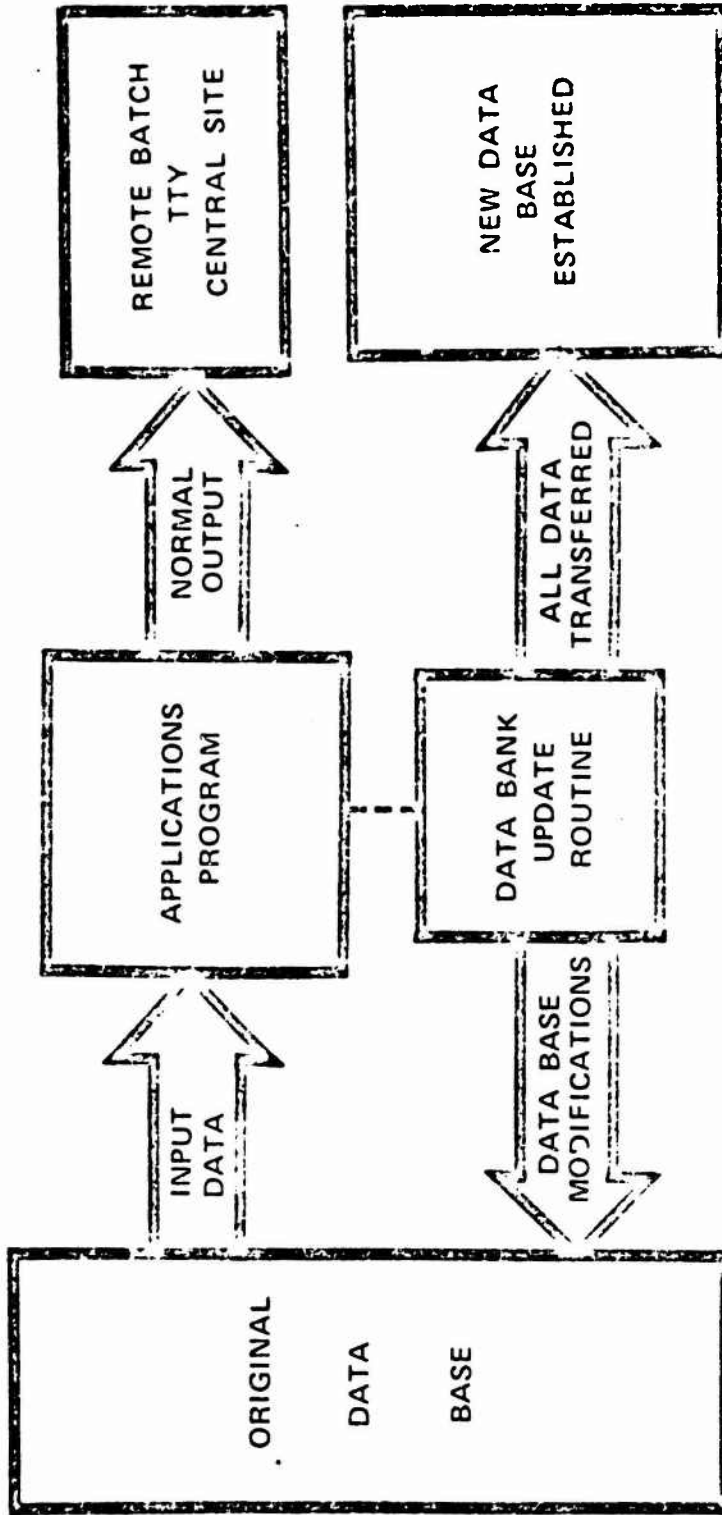 ORIGINAL
DATA
BASE
INPUT
DATA
APPLICATIONS
PROGRAM
NORMAL
OUTPUT
REMOTE BATCH
TTY
CENTRAL SITE
DATA BASE
MODIFICATIONS
DATA BANK
UPDATE
ROUTINE
ALL DATA
TRANSFERRED
NEW DATA
BASE
ESTABLISHED